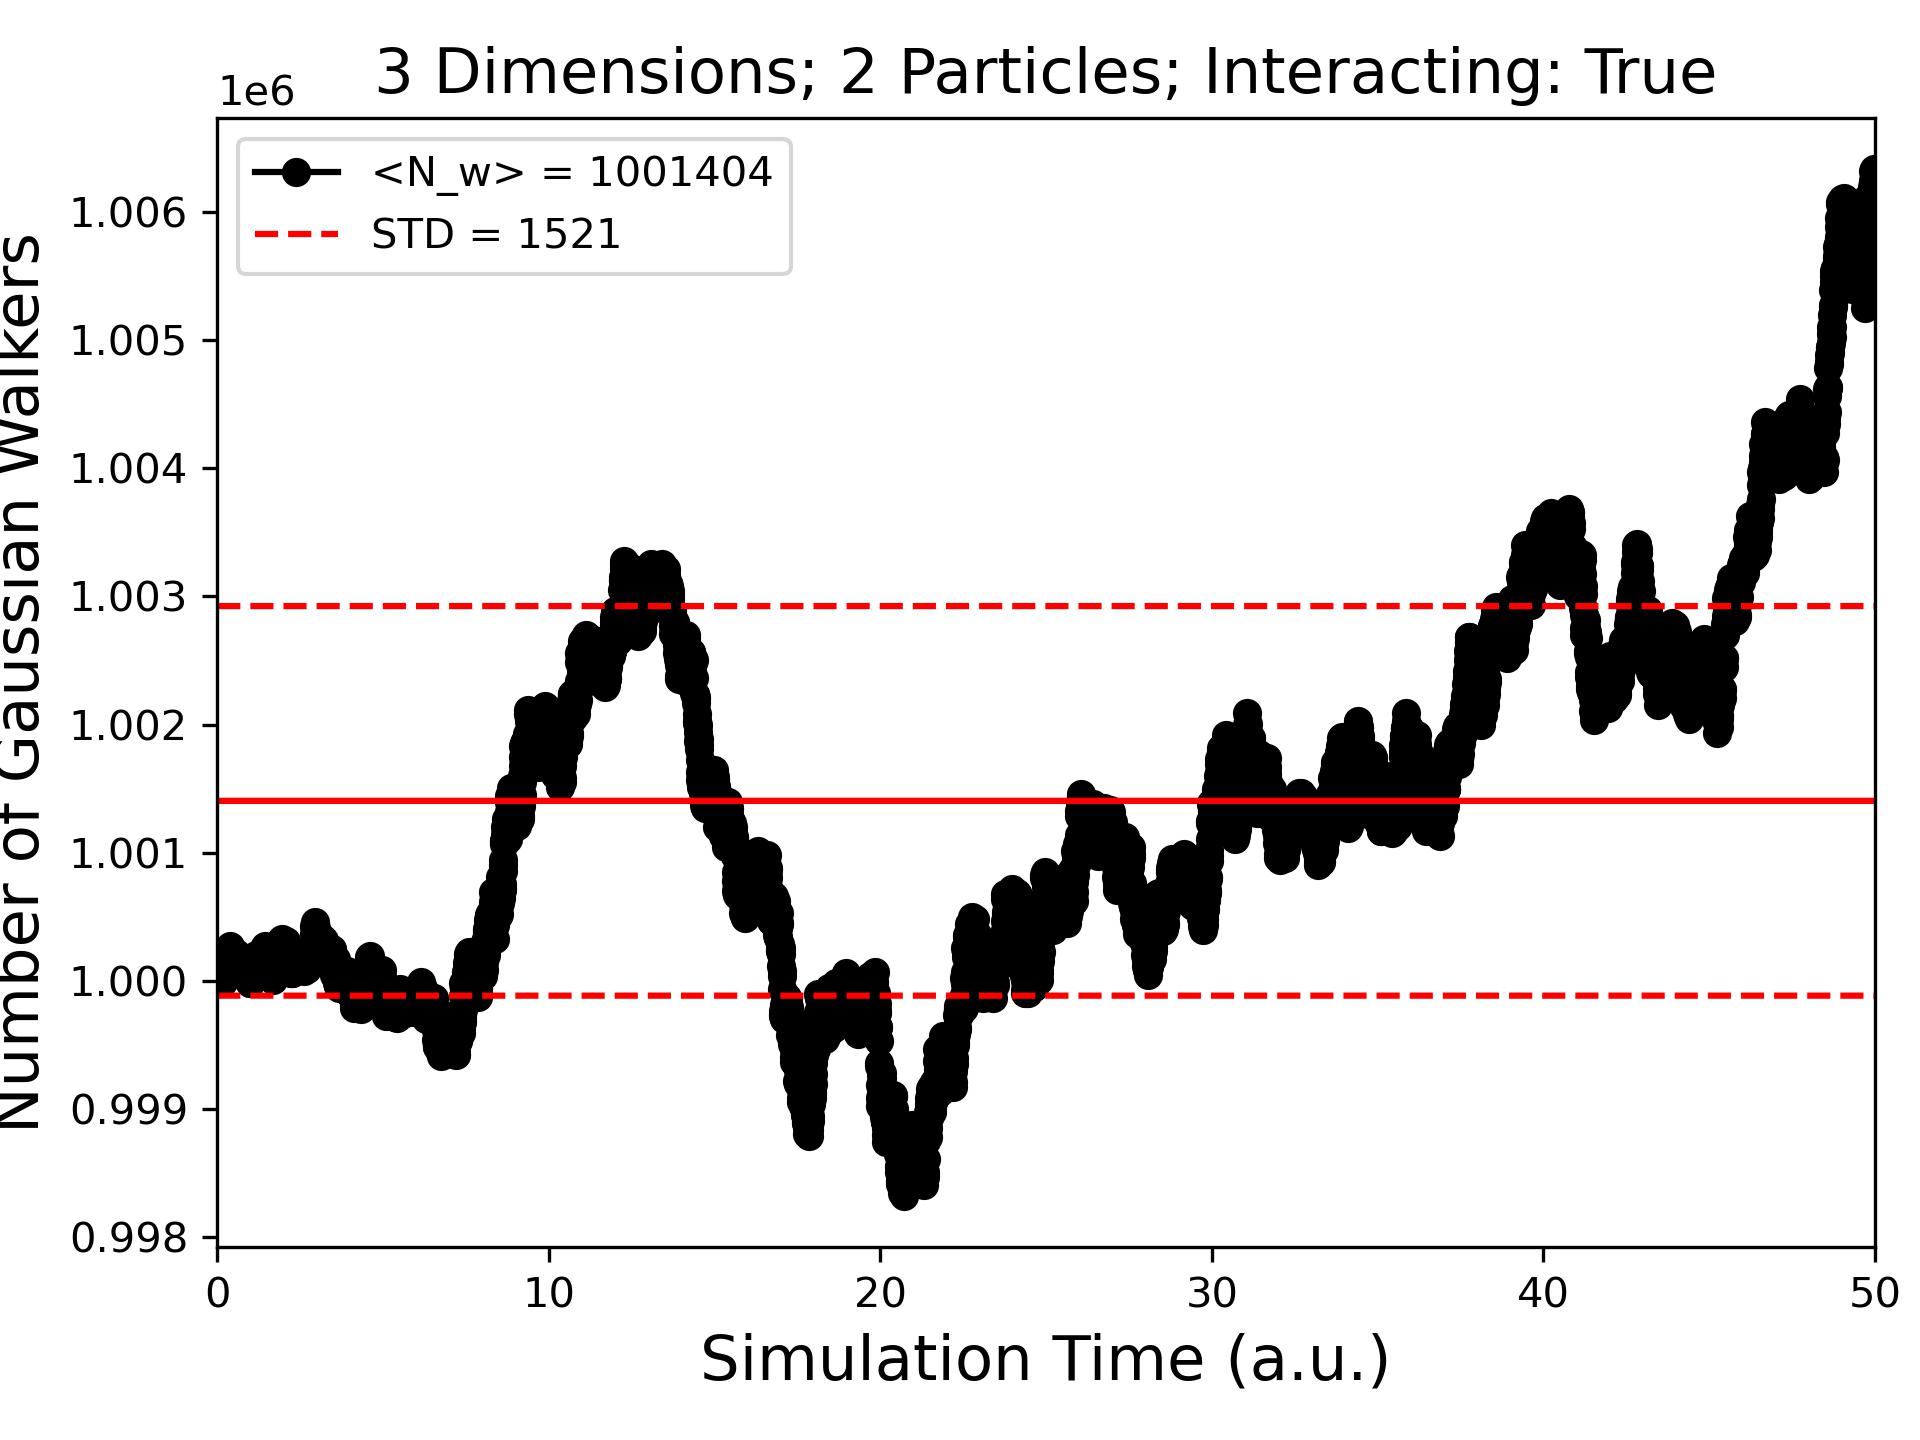 3 Dimensions; 2 Particles; Interacting: True
1e6
<N_w> = 1001404
STD = 1521
Number of Gaussian Walkers
1.006
1.005
1.004
1.003
1.002
1.001
1.000
0.999
0.998
0 10 20 30 40 50
Simulation Time (a.u.)